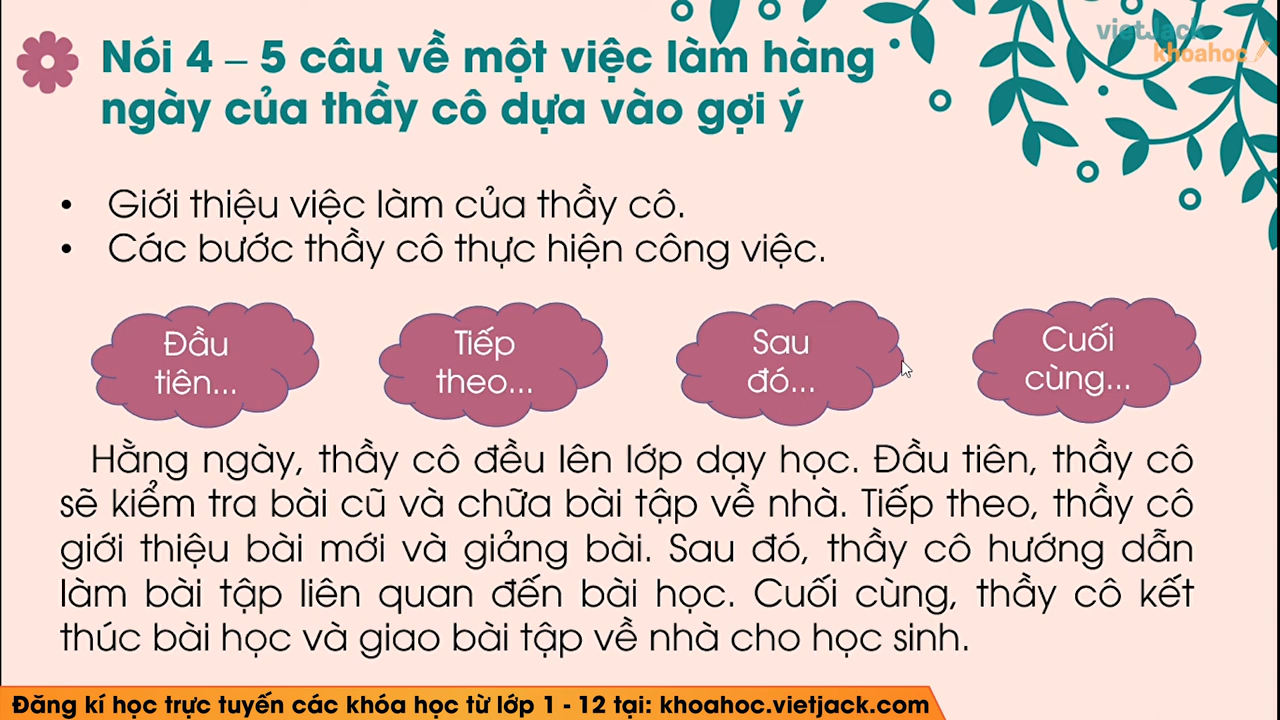 vietJack
khoahoc
Nói 4 – 5 câu về một việc làm hàng
ngày của thầy cô dựa vào gợi ý
• Giới thiệu việc làm của thầy cô.
• Các bước thầy cô thực hiện công việc.
Đầu
tiên...
Tiếp
theo...
Sau
đó...
Cuối
cùng...
Hằng ngày, thầy cô đều lên lớp dạy học. Đầu tiên, thầy cô
sẽ kiểm tra bài cũ và chữa bài tập về nhà. Tiếp theo, thầy cô
giới thiệu bài mới và giảng bài. Sau đó, thầy cô hướng dẫn
làm bài tập liên quan đến bài học. Cuối cùng, thầy cô kết
thúc bài học và giao bài tập về nhà cho học sinh.
Đăng kí học trực tuyến các khóa học từ lớp 1 - 12 tại: khoahoc.vietjack.com